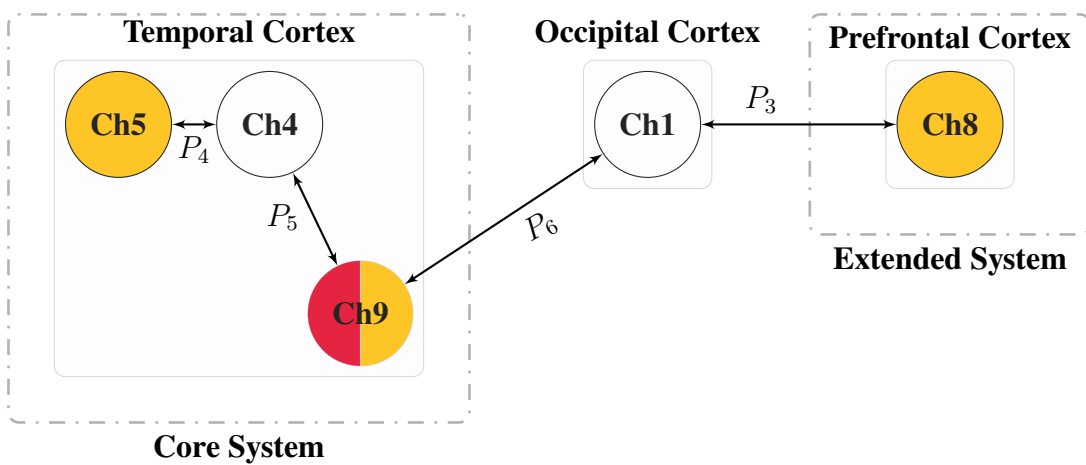 Temporal Cortex
Occipital Cortex
Prefrontal Cortex
Ch5
Ch4
Ch1
Ch8
P3
P4
P5
P6
Ch9
Extended System
Core System